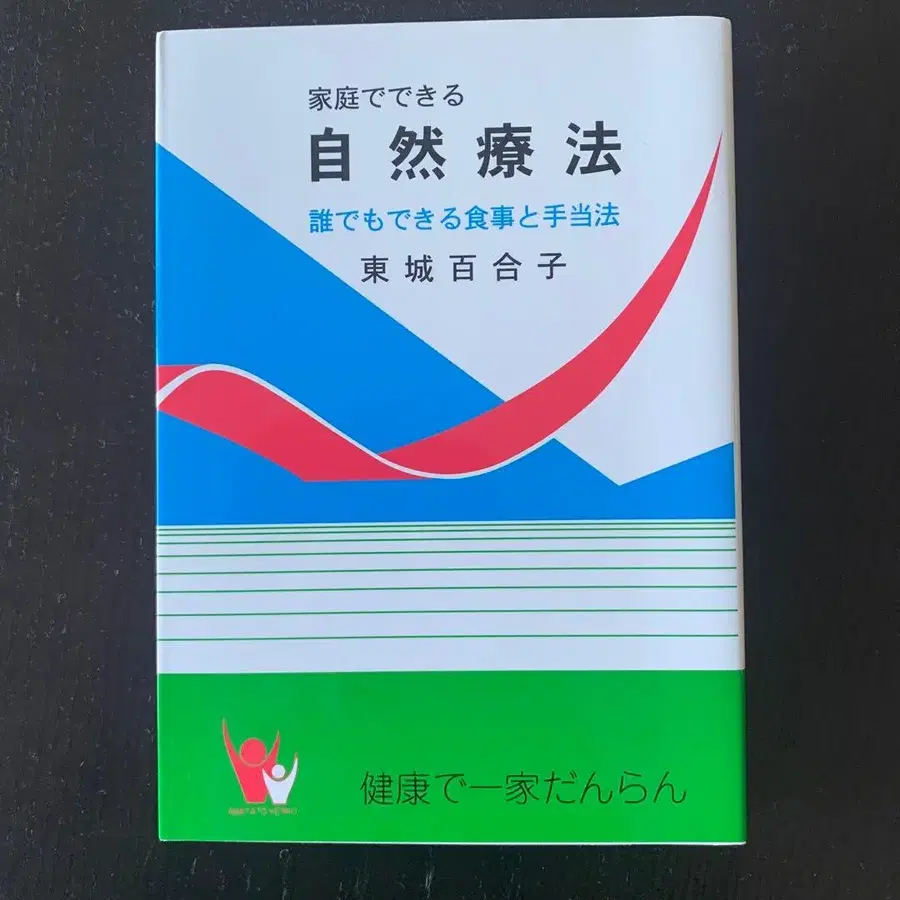 家庭でできる
自然療法
誰でもできる食事と手当法
東城百合子
健康で一家だんらん